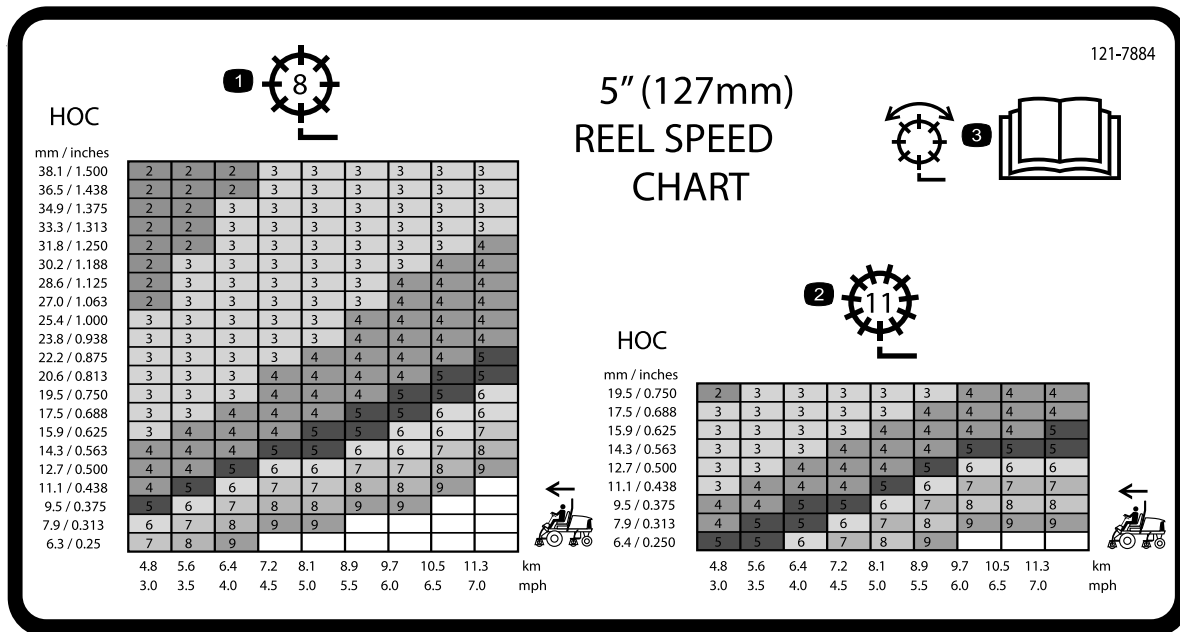 121-7884
1
8
5" (127mm)
REEL SPEED
CHART
3
HOC
mm / inches
38.1 / 1.500 2 2 2 3 3 3 3 3 3
36.5 / 1.438 2 2 2 3 3 3 3 3 3
34.9 / 1.375 2 2 3 3 3 3 3 3 3
33.3 / 1.313 2 2 3 3 3 3 3 3 3
31.8 / 1.250 2 2 3 3 3 3 3 3 4
30.2 / 1.188 2 3 3 3 3 3 3 4 4
28.6 / 1.125 2 3 3 3 3 3 4 4 4
27.0 / 1.063 2 3 3 3 3 3 4 4 4
25.4 / 1.000 3 3 3 3 3 4 4 4 4
23.8 / 0.938 3 3 3 3 3 4 4 4 4
22.2 / 0.875 3 3 3 3 4 4 4 4 5
20.6 / 0.813 3 3 3 4 4 4 4 5 5
19.5 / 0.750 3 3 3 4 4 4 5 5 6
17.5 / 0.688 3 3 4 4 4 5 5 6 6
15.9 / 0.625 3 4 4 4 5 5 6 6 7
14.3 / 0.563 4 4 4 5 5 6 6 7 8
12.7 / 0.500 4 4 5 6 6 7 7 8 9
11.1 / 0.438 4 5 6 7 7 8 8 9
9.5 / 0.375 5 6 7 8 8 9 9
7.9 / 0.313 6 7 8 9 9
6.3 / 0.25 7 8 9
4.8 5.6 6.4 7.2 8.1 8.9 9.7 10.5 11.3 km
3.0 3.5 4.0 4.5 5.0 5.5 6.0 6.5 7.0 mph
2
11
HOC
mm / inches
19.5 / 0.750 2 3 3 3 3 3 4 4 4
17.5 / 0.688 3 3 3 3 3 4 4 4 4
15.9 / 0.625 3 3 3 3 4 4 4 4 5
14.3 / 0.563 3 3 3 4 4 4 5 5 5
12.7 / 0.500 3 3 4 4 4 5 6 6 6
11.1 / 0.438 3 4 4 4 5 6 7 7 7
9.5 / 0.375 4 4 5 5 6 7 8 8 8
7.9 / 0.313 4 5 5 6 7 8 9 9 9
6.4 / 0.250 5 5 6 7 8 9
4.8 5.6 6.4 7.2 8.1 8.9 9.7 10.5 11.3 km
3.0 3.5 4.0 4.5 5.0 5.5 6.0 6.5 7.0 mph